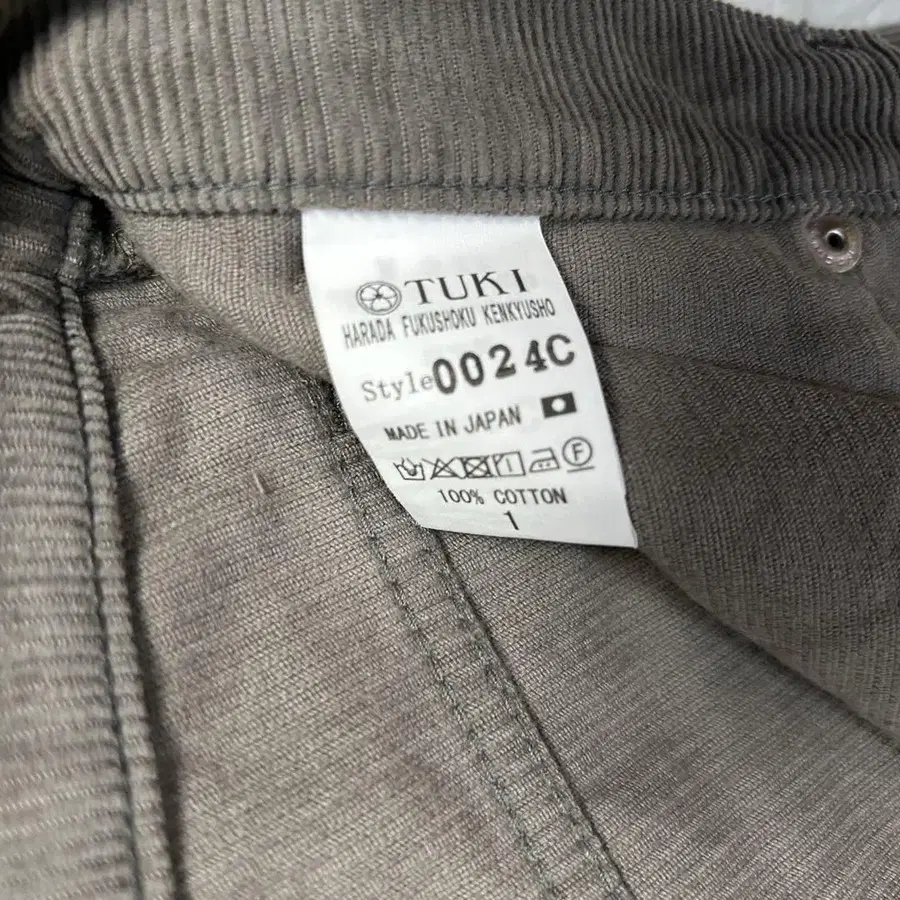 TUKI
HARADA FUKUSHOKU KENKYUSHO
Style 0024C
MADE IN JAPAN
F
100% COTTON
1